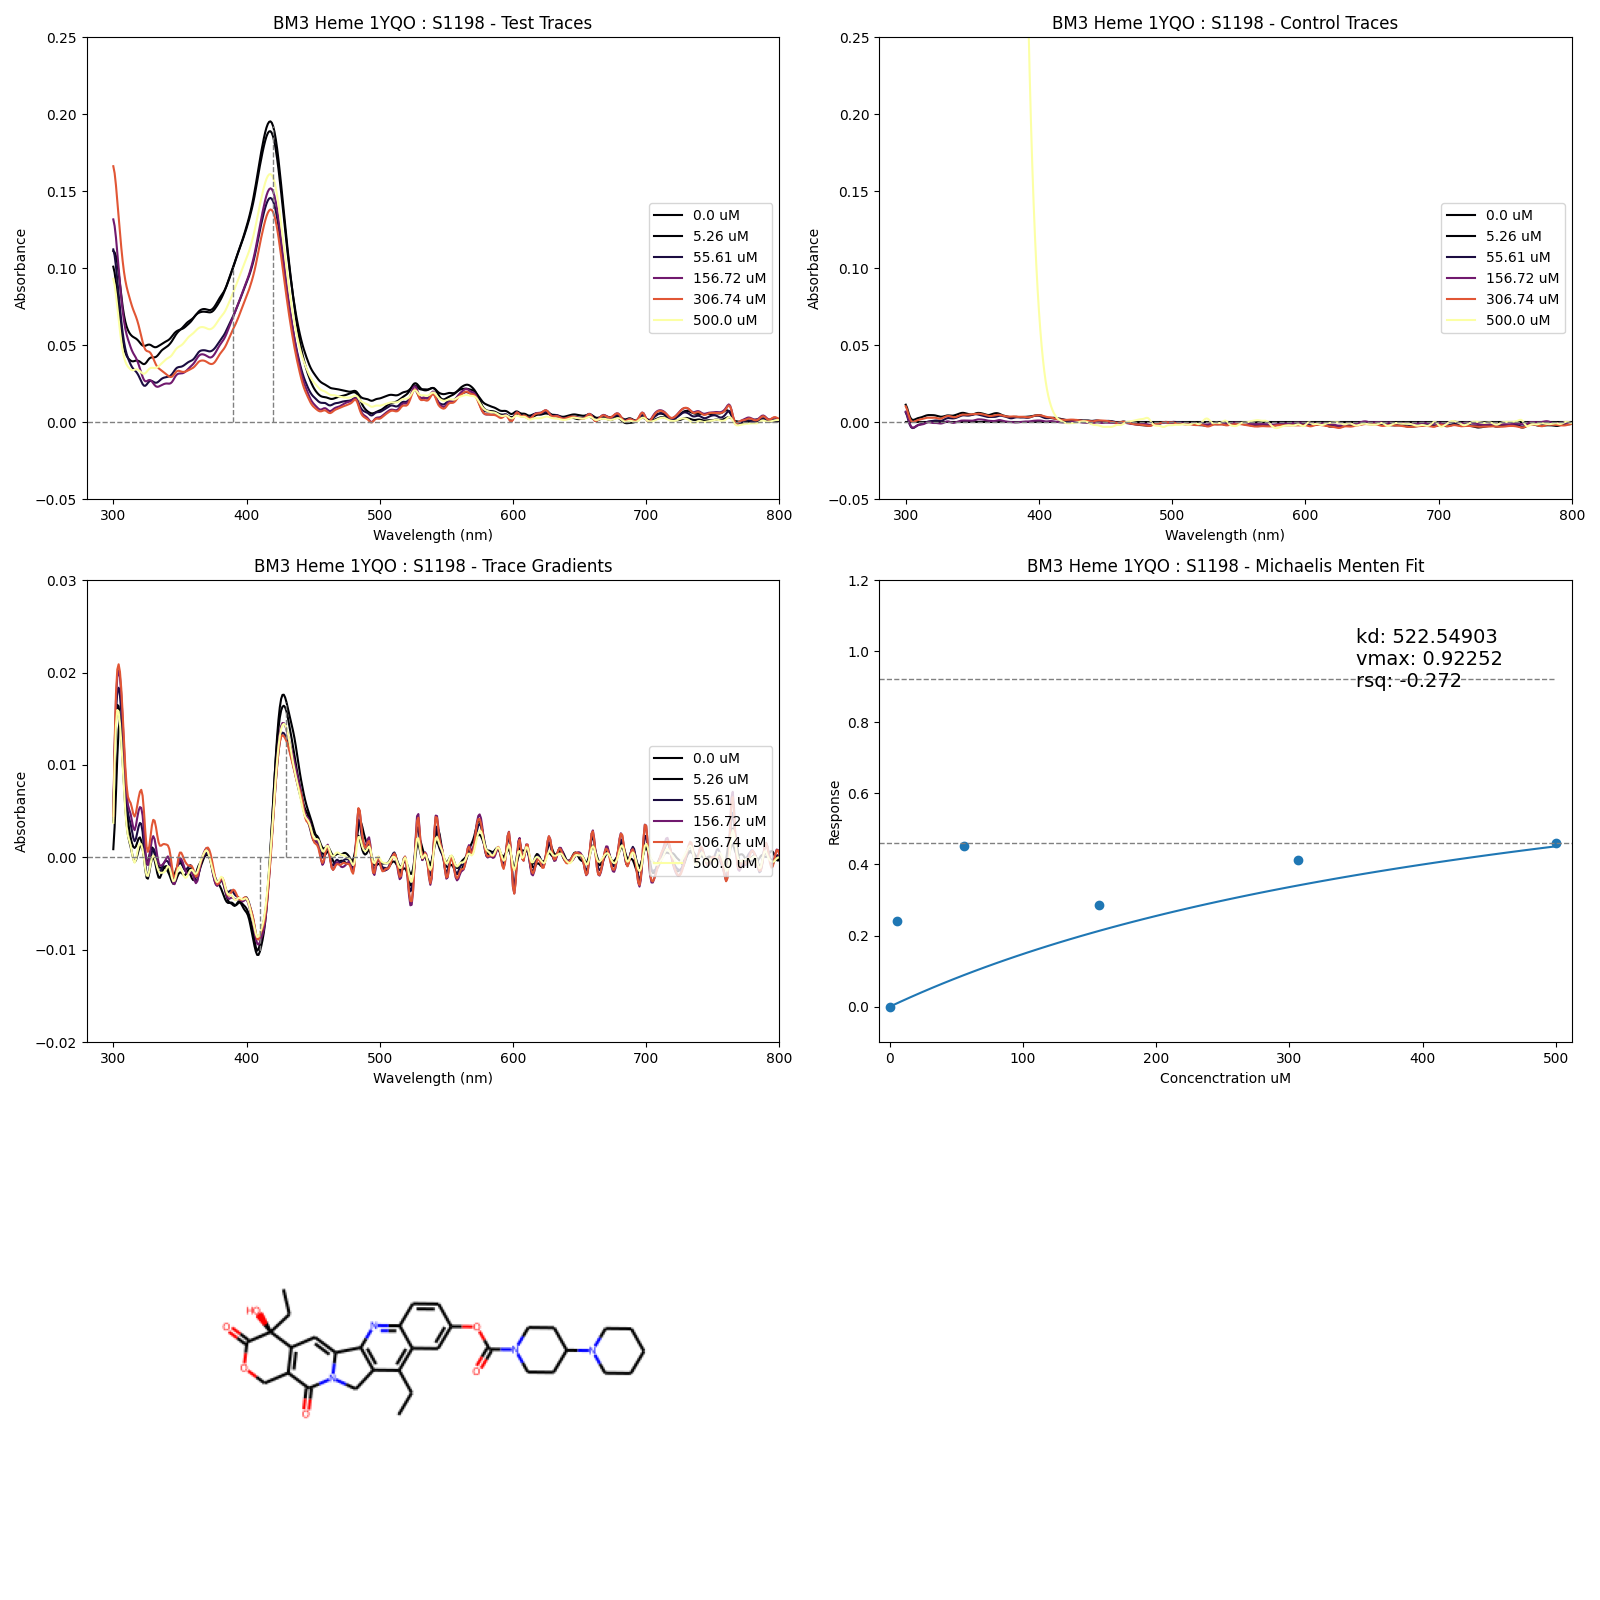 BM3 Heme 1YQO : S1198 - Test Traces
0.25
0.20
0.15
0.10
0.05
0.00
−0.05
Absorbance
300
400
500
600
700
800
Wavelength (nm)
0.0 uM
5.26 uM
55.61 uM
156.72 uM
306.74 uM
500.0 uM
BM3 Heme 1YQO : S1198 - Control Traces
0.25
0.20
0.15
0.10
0.05
0.00
−0.05
Absorbance
300
400
500
600
700
800
Wavelength (nm)
0.0 uM
5.26 uM
55.61 uM
156.72 uM
306.74 uM
500.0 uM
BM3 Heme 1YQO : S1198 - Trace Gradients
0.03
0.02
0.01
0.00
−0.01
−0.02
Absorbance
300
400
500
600
700
800
Wavelength (nm)
0.0 uM
5.26 uM
55.61 uM
156.72 uM
306.74 uM
500.0 uM
BM3 Heme 1YQO : S1198 - Michaelis Menten Fit
1.2
1.0
0.8
0.6
0.4
0.2
0.0
Response
kd: 522.54903
vmax: 0.92252
rsq: -0.272
0
100
200
300
400
500
Concenctration uM
HO
O
O
O
N
N
O
O
N
N